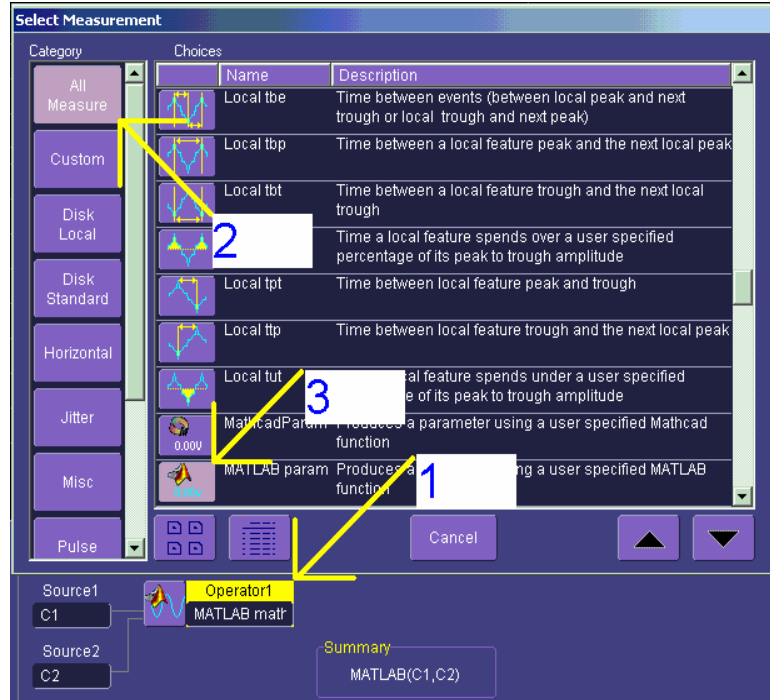 Select Measurement
Category
Choices
All
Measure
Custom
Disk
Local
Disk
Standard
Horizontal
Jitter
Misc
Pulse
Name Description
Local tbe Time between events (between local peak and next
trough or local trough and next peak)
Local tbp Time between a local feature peak and the next local peak
Local tbt Time between a local feature trough and the next local
trough
2
Time a local feature spends over a user specified
percentage of its peak to trough amplitude
Local tpt Time between local feature peak and trough
Local ttp Time between local feature trough and the next local peak
Local tut cal feature spends under a user specified
e of its peak to trough amplitude
3
0.00V
MathcadParam Produces a parameter using a user specified Mathcad
function
MATLAB param Produces a ng a user specified MATLAB
function
1
Cancel
Source1
C1
Operator1
MATLAB math
Source2
C2
Summary
MATLAB(C1,C2)